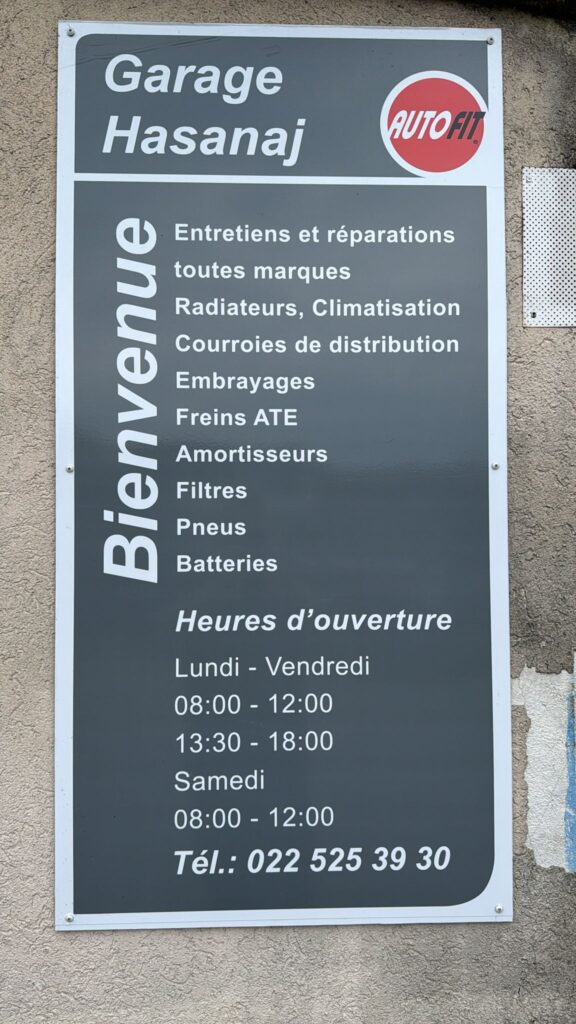 Garage
Hasanaj
AUTOFIT
Bienvenue
Entretiens et réparations
toutes marques
Radiateurs, Climatisation
Courroies de distribution
Embrayages
Freins ATE
Amortisseurs
Filtres
Pneus
Batteries
Heures d’ouverture
Lundi - Vendredi
08:00 - 12:00
13:30 - 18:00
Samedi
08:00 - 12:00
Tél.: 022 525 39 30